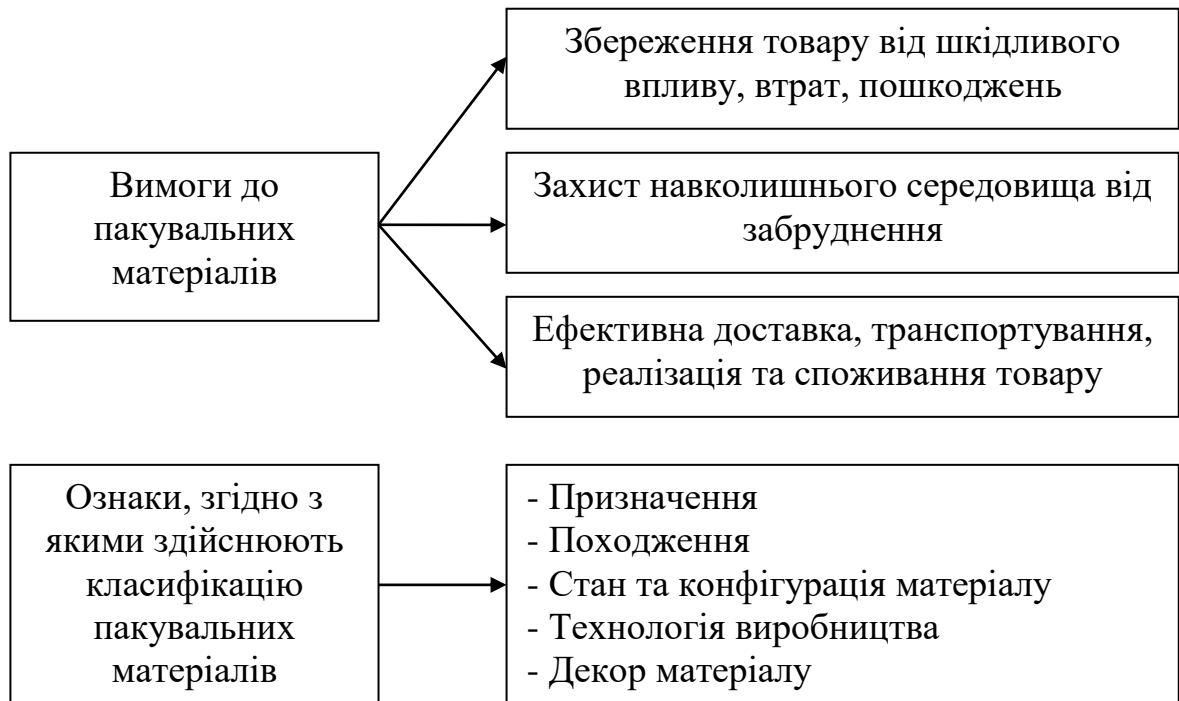 Вимоги до
пакувальних
матеріалів
Збереження товару від шкідливого
впливу, втрат, пошкоджень
Захист навколишнього середовища від
забруднення
Ефективна доставка, транспортування,
реалізація та споживання товару
Ознаки, згідно з
якими здійснюють
класифікацію
пакувальних
матеріалів
- Призначення
- Походження
- Стан та конфігурація матеріалу
- Технологія виробництва
- Декор матеріалу